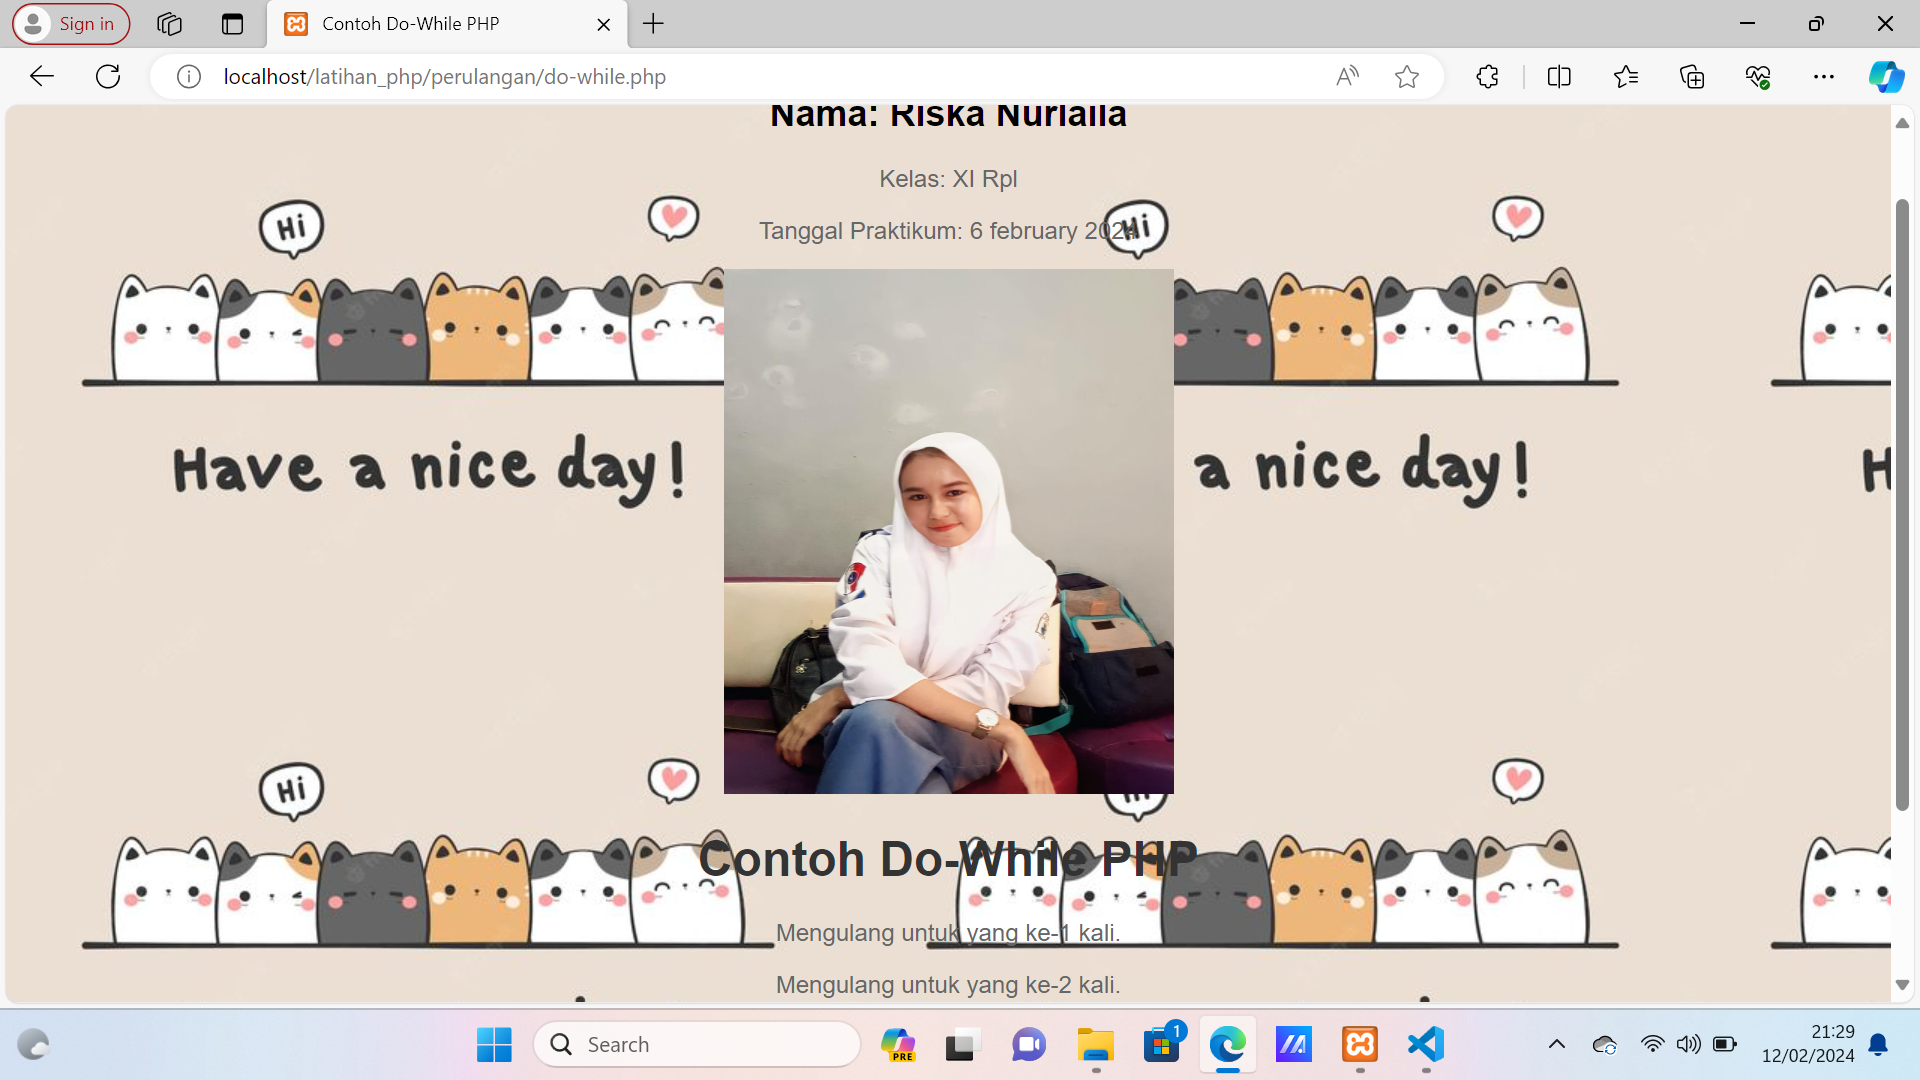 Sign in
Contoh Do-While PHP
localhost/latihan_php/perulangan/do-while.php
Nama: Riska Nurlaila
Kelas: XI Rpl
Tanggal Praktikum: 6 february 2024
Hi
Hi
Have a nice day!
a nice day!
H
Hi
Hi
Contoh Do-While PHP
Mengulang untuk yang ke-1 kali.
Mengulang untuk yang ke-2 kali.
Search
PRE
1
21:29
12/02/2024